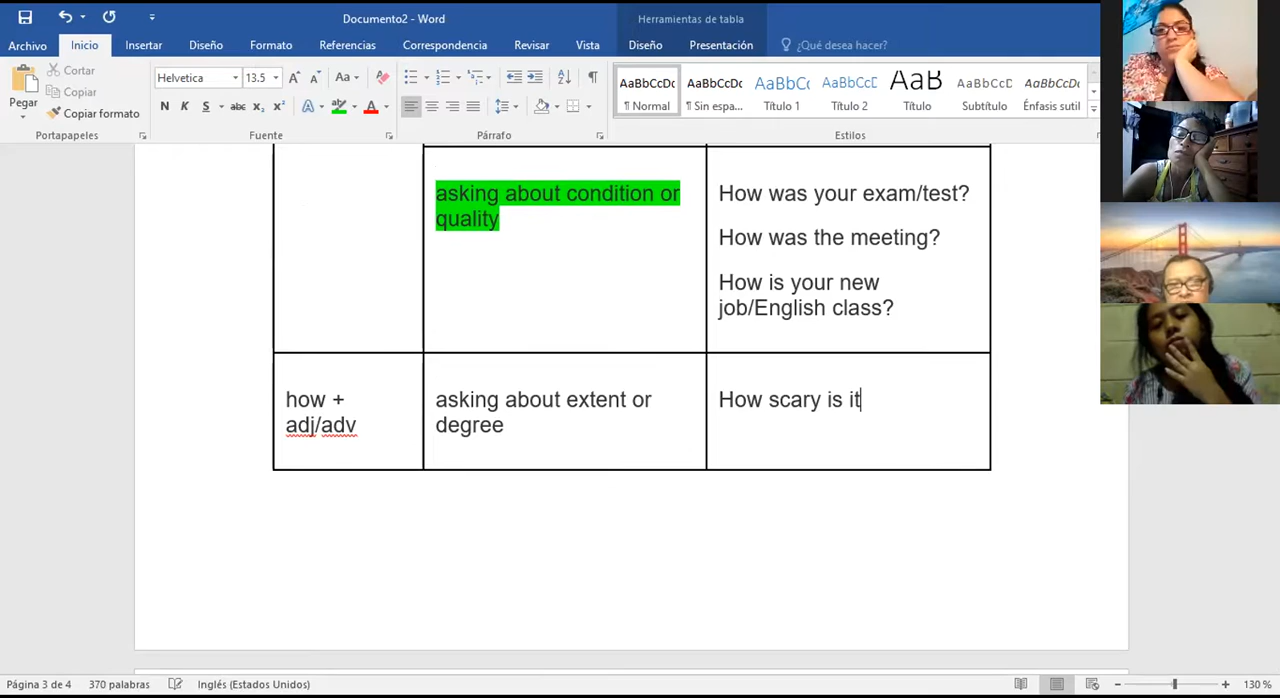 Documento2 - Word
Herramientas de tabla
Archivo Inicio Insertar Diseño Formato Referencias Correspondencia Revisar Vista Diseño Presentación ¿Qué desea hacer?
Pegar
Cortar
Copiar
Copiar formato
Helvetica 13.5
AaBbCcDc AaBbCcDc AaBbCc AaBbCcD AaB AaBbCcD AaBbCcDc
¶ Normal ¶ Sin espa... Título 1 Título 2 Título Subtítulo Énfasis sutil
Portapapeles Fuente Párrafo Estilos
asking about condition or
quality
How was your exam/test?
How was the meeting?
How is your new
job/English class?
how +
adj/adv
asking about extent or
degree
How scary is it
Página 3 de 4 370 palabras Inglés (Estados Unidos) 130 %